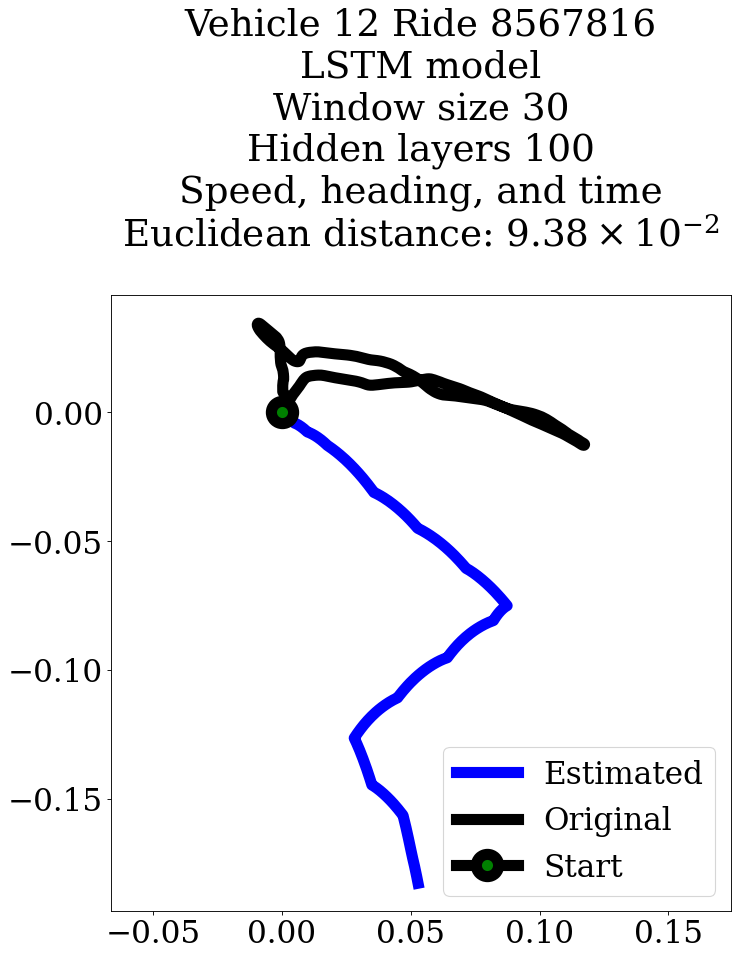 Vehicle 12 Ride 8567816
LSTM model
Window size 30
Hidden layers 100
Speed, heading, and time
Euclidean distance: 9.38 × 10⁻²
0.00
−0.05
−0.10
−0.15
Estimated
Original
Start
−0.05 0.00 0.05 0.10 0.15